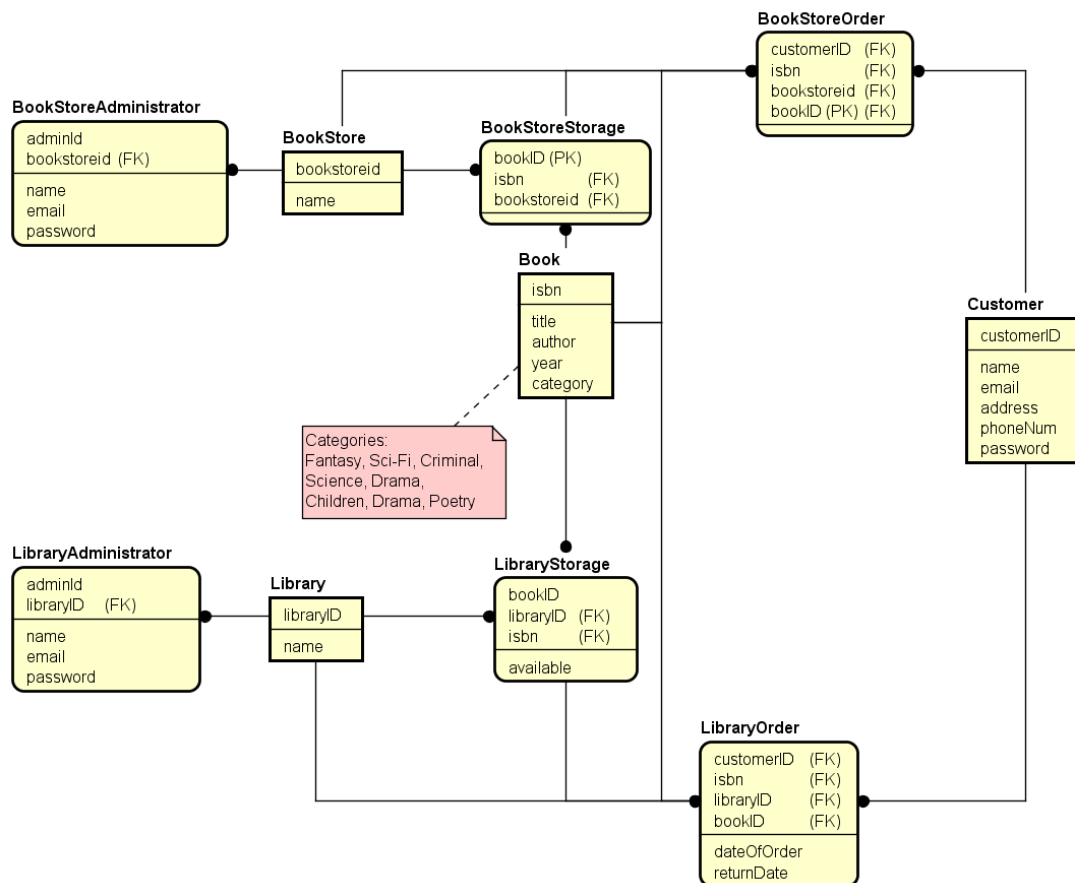 BookStoreOrder
customerID (FK)
isbn (FK)
bookstoreid (FK)
bookID (PK) (FK)
BookStoreAdministrator
adminId
bookstoreid (FK)
name
email
password
BookStore
bookstoreid
name
BookStoreStorage
bookID (PK)
isbn (FK)
bookstoreid (FK)
Book
isbn
title
author
year
category
Customer
customerID
name
email
address
phoneNum
password
Categories:
Fantasy, Sci-Fi, Criminal,
Science, Drama,
Children, Drama, Poetry
LibraryAdministrator
adminId
libraryID (FK)
name
email
password
Library
libraryID
name
LibraryStorage
bookID
libraryID (FK)
isbn (FK)
available
LibraryOrder
customerID (FK)
isbn (FK)
libraryID (FK)
bookID (FK)
dateOfOrder
returnDate